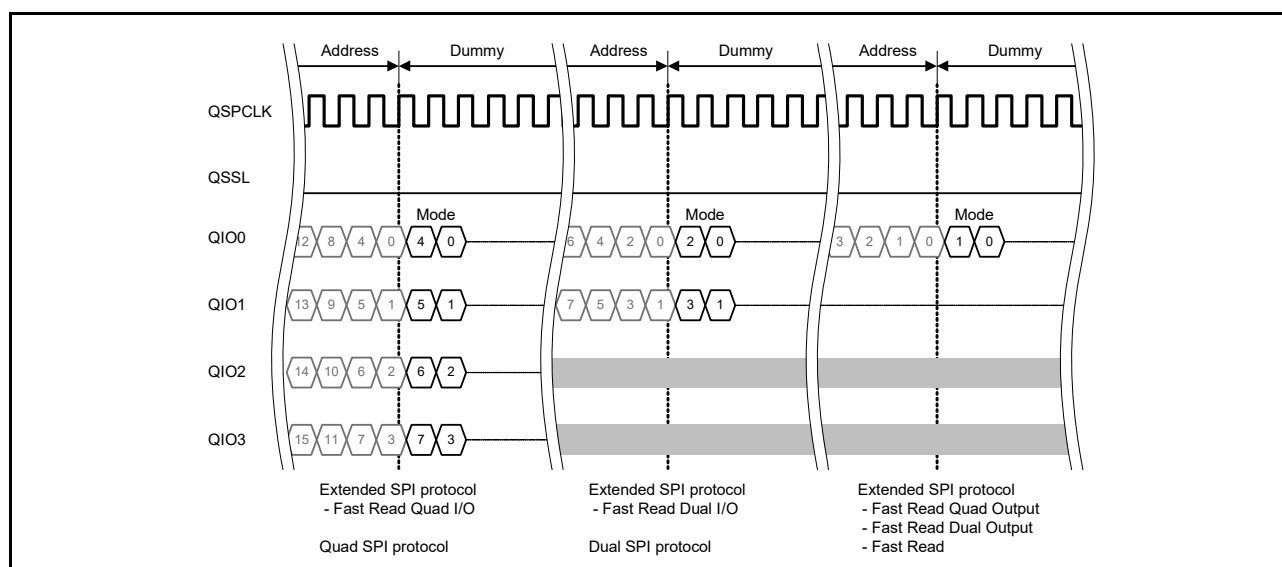 Address Dummy Address Dummy Address Dummy
QSPCLK
QSSL
Mode Mode Mode
QIO0 12 8 4 0 4 0 6 4 2 0 2 0 3 2 1 0 1 0
QIO1 13 9 5 1 5 1 7 5 3 1 3 1
QIO2 14 10 6 2 6 2
QIO3 15 11 7 3 7 3
Extended SPI protocol
- Fast Read Quad I/O
Quad SPI protocol
Extended SPI protocol
- Fast Read Dual I/O
Dual SPI protocol
Extended SPI protocol
- Fast Read Quad Output
- Fast Read Dual Output
- Fast Read